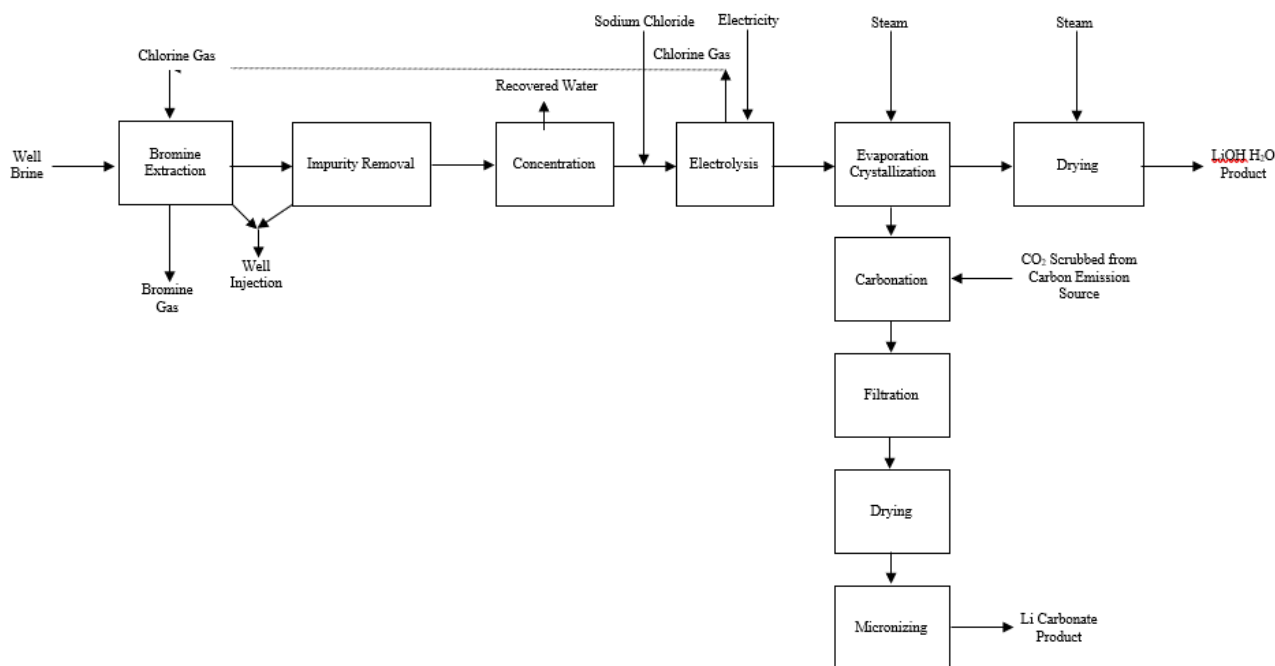 Sodium Chloride
Electricity
Steam
Steam
Chlorine Gas
Chlorine Gas
Recovered Water
Well
Brine
Bromine
Extraction
Impurity Removal
Concentration
Electrolysis
Evaporation
Crystallization
Drying
LiOH H₂O
Product
Well
Injection
Bromine
Gas
Carbonation
CO₂ Scrubbed from
Carbon Emission
Source
Filtration
Drying
Micronizing
Li Carbonate
Product